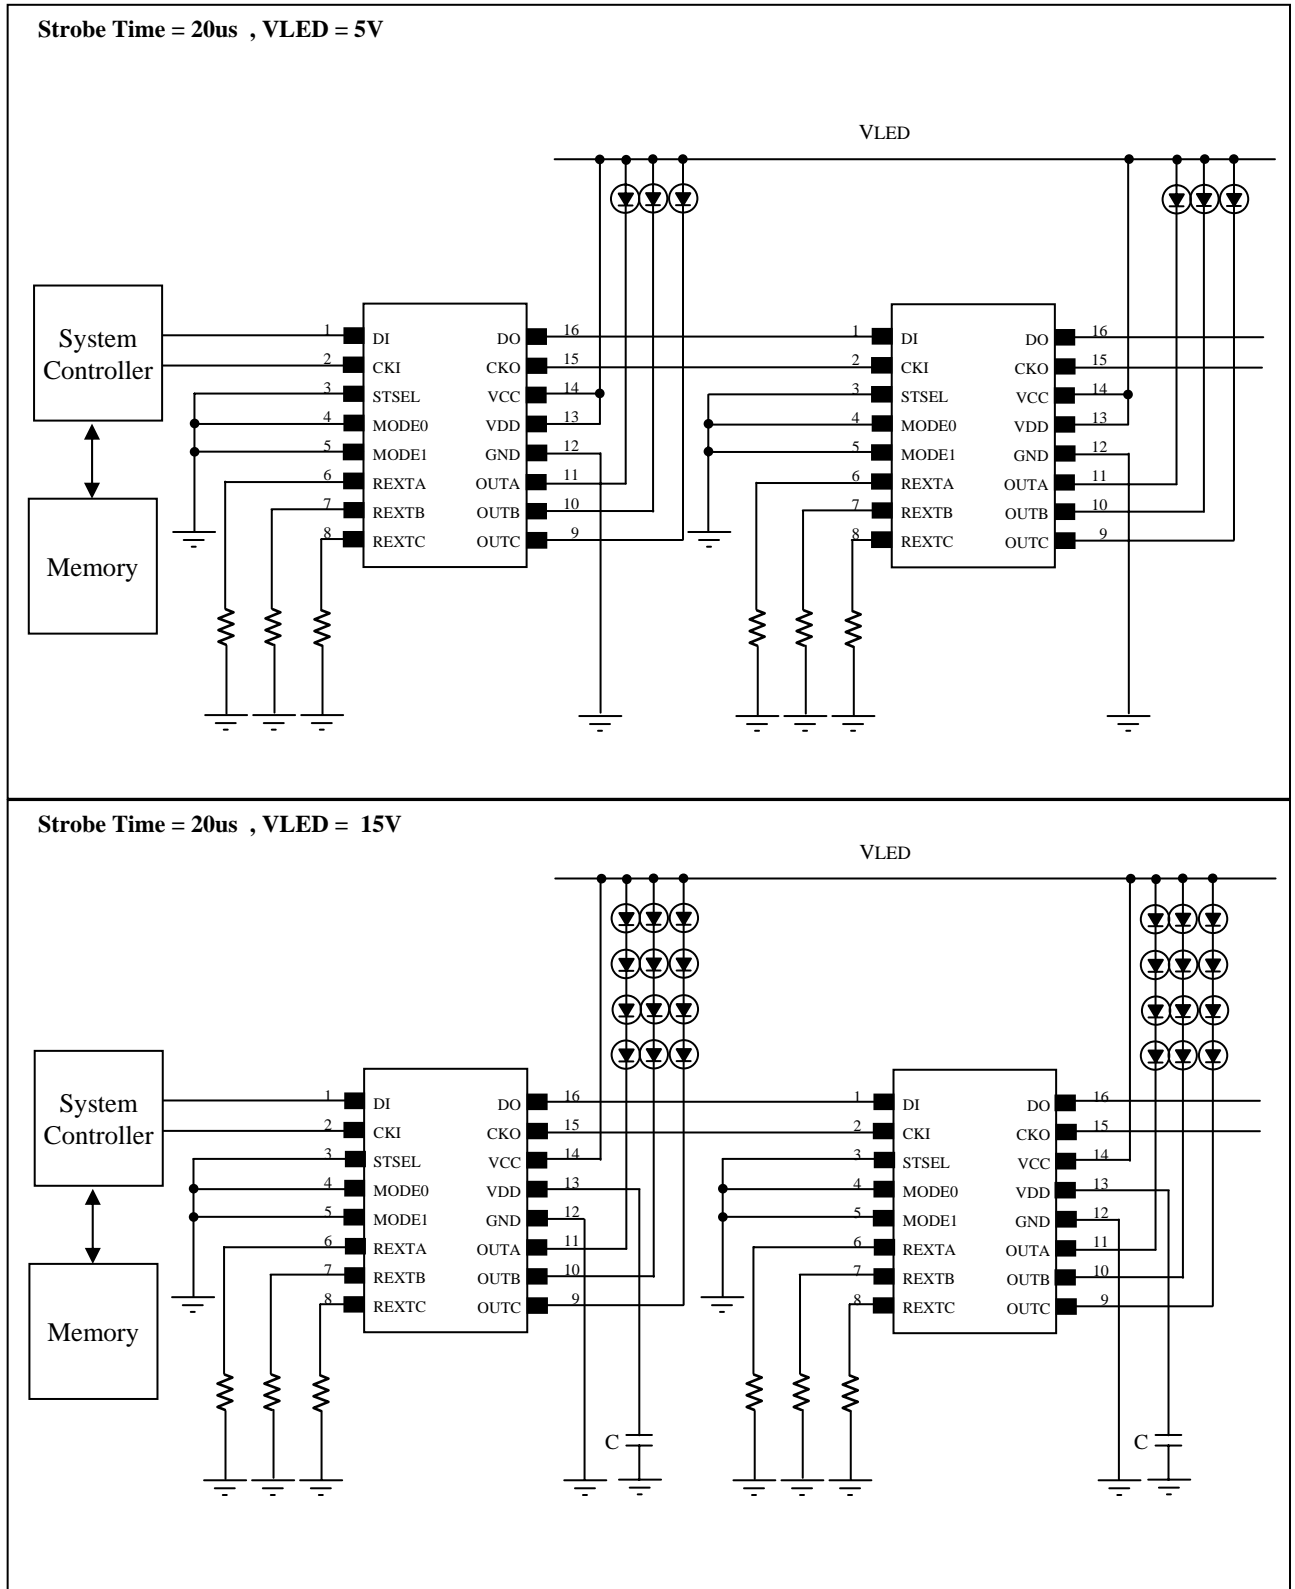 Strobe Time = 20us , VLED = 5V
VLED
System
Controller
Memory
1 DI DO 16
2 CKI CKO 15
3 STSEL VCC 14
4 MODE0 VDD 13
5 MODE1 GND 12
6 REXTA OUTA 11
7 REXTB OUTB 10
8 REXTC OUTC 9
1 DI DO 16
2 CKI CKO 15
3 STSEL VCC 14
4 MODE0 VDD 13
5 MODE1 GND 12
6 REXTA OUTA 11
7 REXTB OUTB 10
8 REXTC OUTC 9
Strobe Time = 20us , VLED = 15V
VLED
System
Controller
Memory
1 DI DO 16
2 CKI CKO 15
3 STSEL VCC 14
4 MODE0 VDD 13
5 MODE1 GND 12
6 REXTA OUTA 11
7 REXTB OUTB 10
8 REXTC OUTC 9
C
1 DI DO 16
2 CKI CKO 15
3 STSEL VCC 14
4 MODE0 VDD 13
5 MODE1 GND 12
6 REXTA OUTA 11
7 REXTB OUTB 10
8 REXTC OUTC 9
C